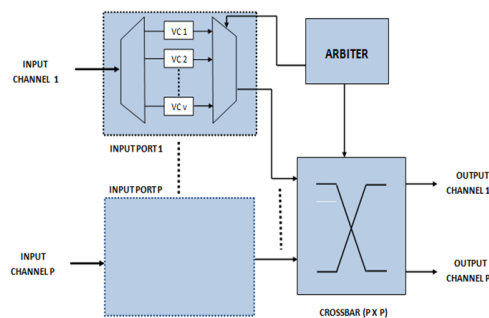 VC 1
VC 2
VC v
ARBITER
INPUT
CHANNEL 1
INPUT PORT 1
INPUT PORT P
OUTPUT
CHANNEL 1
INPUT
CHANNEL P
OUTPUT
CHANNEL P
CROSSBAR (P X P)